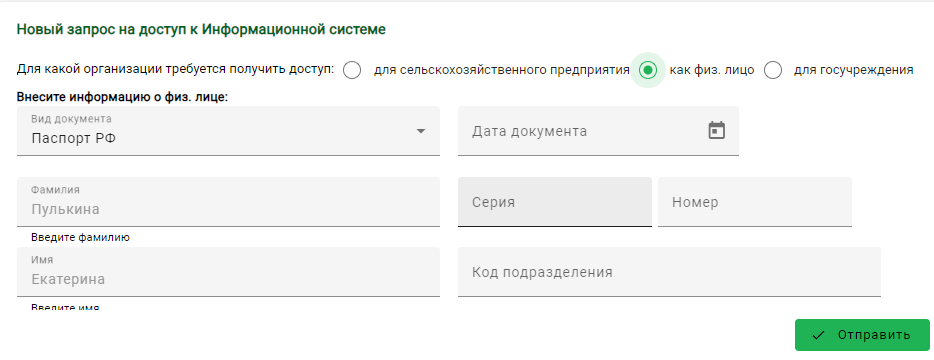 Новый запрос на доступ к Информационной системе
Для какой организации требуется получить доступ: для сельскохозяйственного предприятия как физ. лицо для госучреждения
Внесите информацию о физ. лице:
Вид документа
Паспорт РФ
Дата документа
Фамилия
Пулькина
Серия
Номер
Введите фамилию
Имя
Екатерина
Код подразделения
Введите имя
Отправить